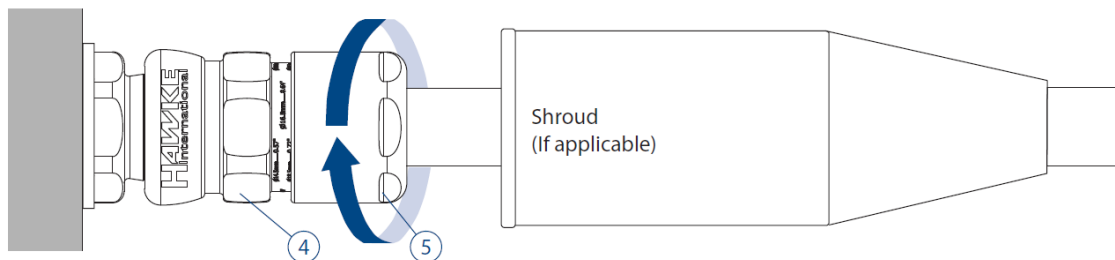 HAWKE
International
Shroud
(If applicable)
4
5